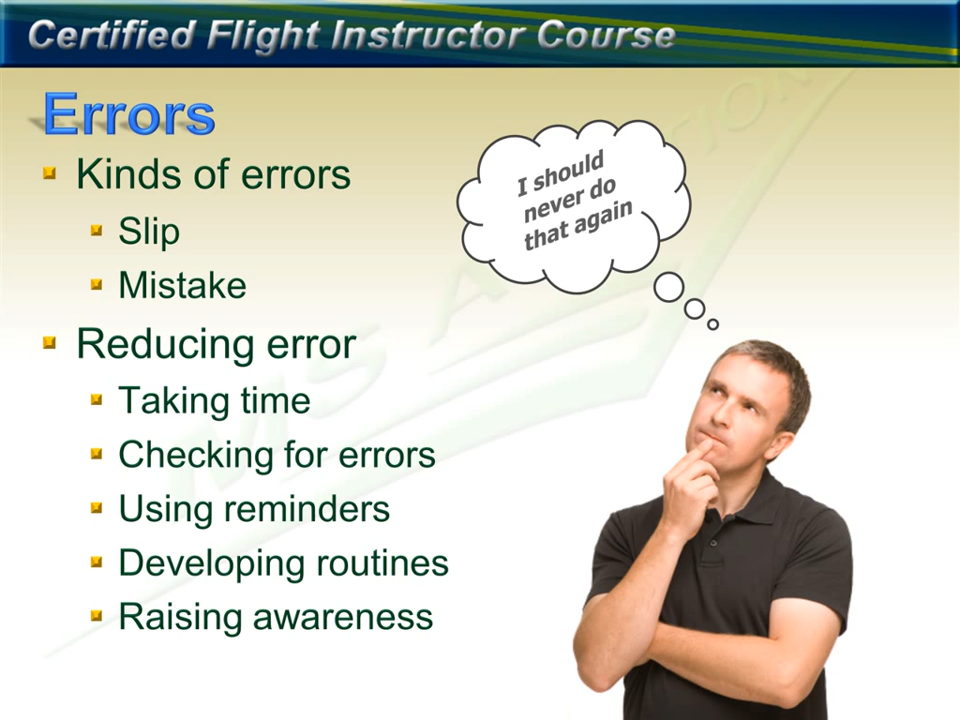 Certified Flight Instructor Course
Errors
Kinds of errors
Slip
Mistake
Reducing error
Taking time
Checking for errors
Using reminders
Developing routines
Raising awareness
I should
never do
that again